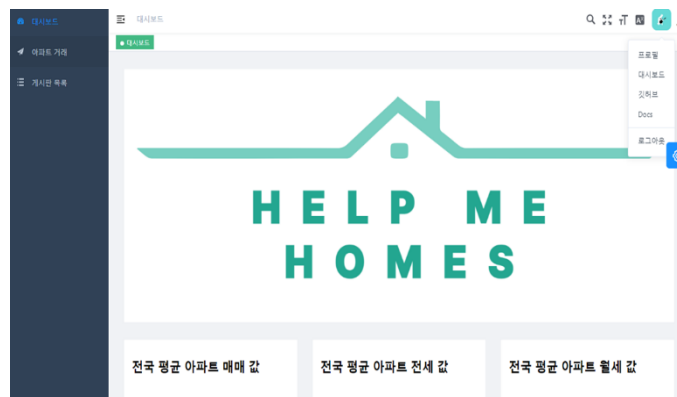 대시보드
대시보드
아파트 거래
게시판 목록
대시보드
프로필
대시보드
깃허브
Docs
로그아웃
HELP ME
HOMES
전국 평균 아파트 매매 값
전국 평균 아파트 전세 값
전국 평균 아파트 월세 값